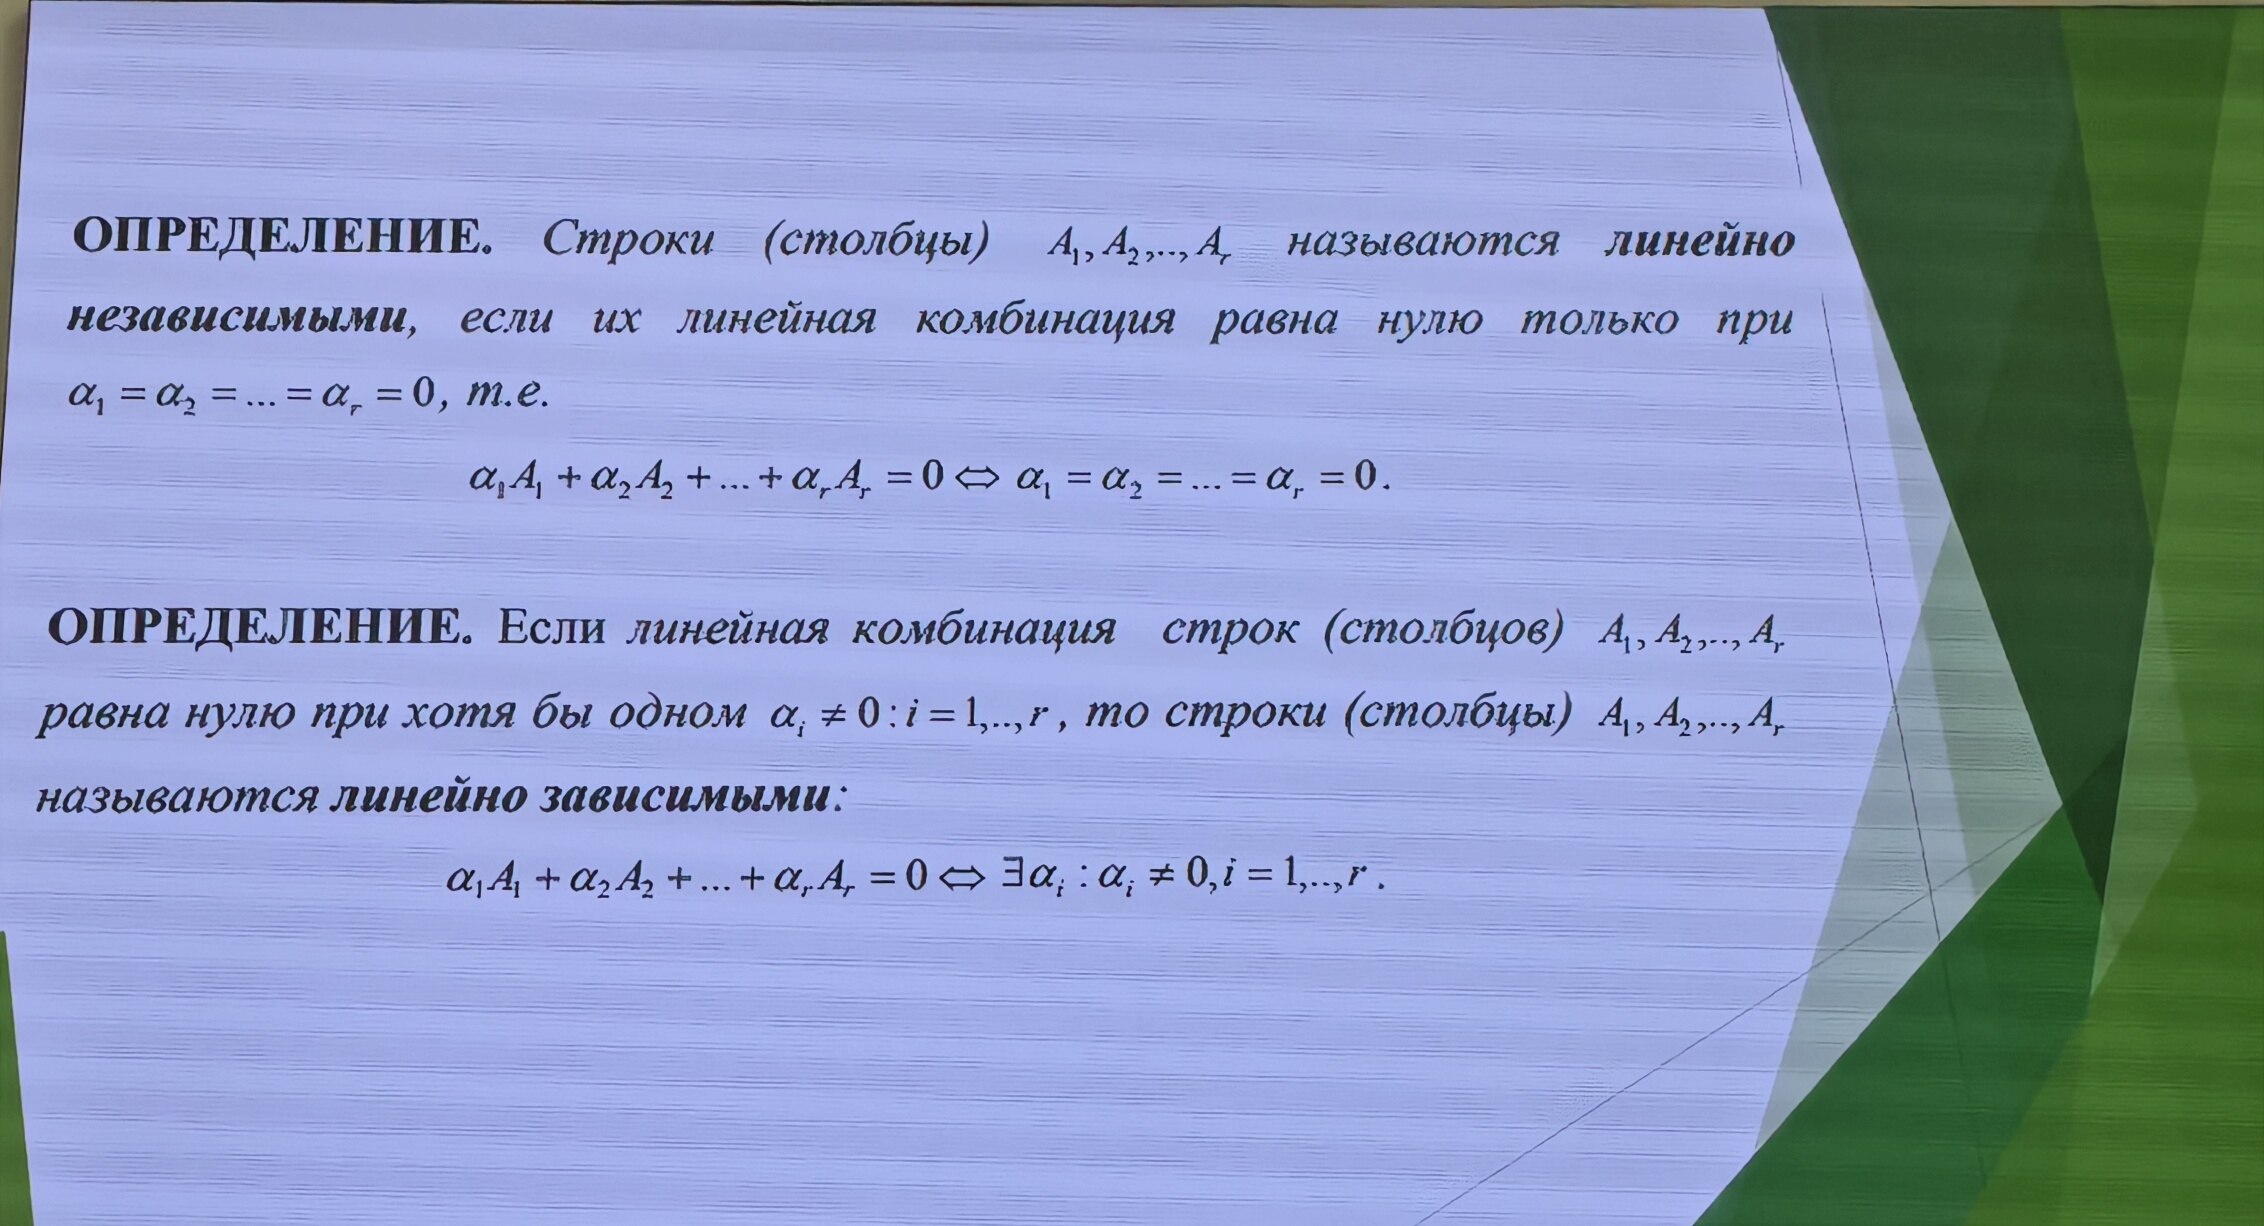 ОПРЕДЕЛЕНИЕ. Строки (столбцы) A₁, A₂,.., Aᵣ называются линейно
независимыми, если их линейная комбинация равна нулю только при
α₁ = α₂ = ... = αᵣ = 0, т.е.
α₁A₁ + α₂A₂ + ... + αᵣAᵣ = 0 ⇔ α₁ = α₂ = ... = αᵣ = 0.
ОПРЕДЕЛЕНИЕ. Если линейная комбинация строк (столбцов) A₁, A₂,.., Aᵣ
равна нулю при хотя бы одном αᵢ ≠ 0 : i = 1,.., r, то строки (столбцы) A₁, A₂,.., Aᵣ
называются линейно зависимыми:
α₁A₁ + α₂A₂ + ... + αᵣAᵣ = 0 ⇔ ∃αᵢ : αᵢ ≠ 0, i = 1,.., r.